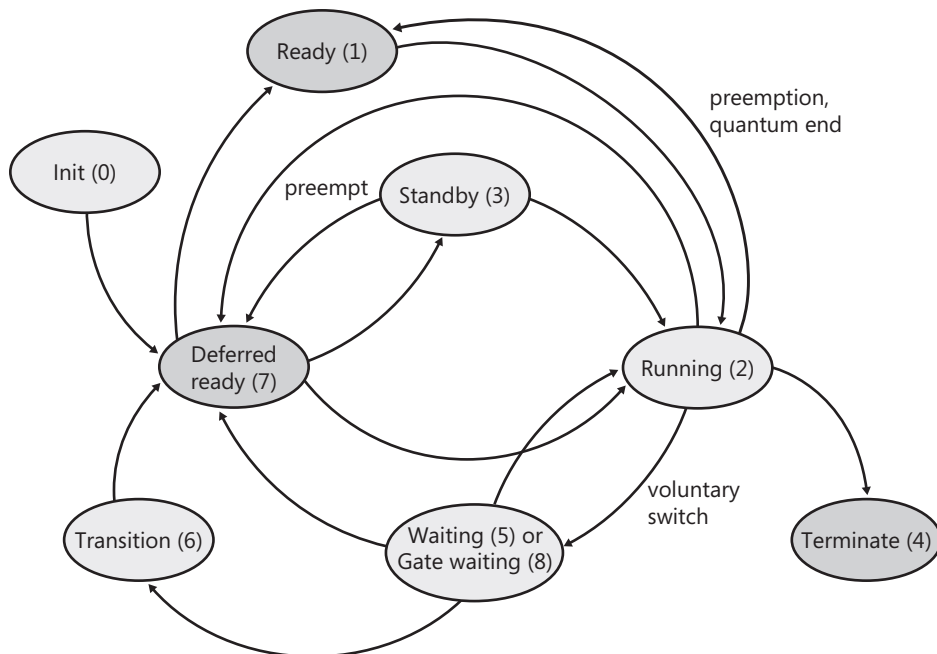 Ready (1)
preemption,
quantum end
Init (0)
preempt
Standby (3)
Deferred
ready (7)
Running (2)
voluntary
switch
Transition (6)
Waiting (5) or
Gate waiting (8)
Terminate (4)